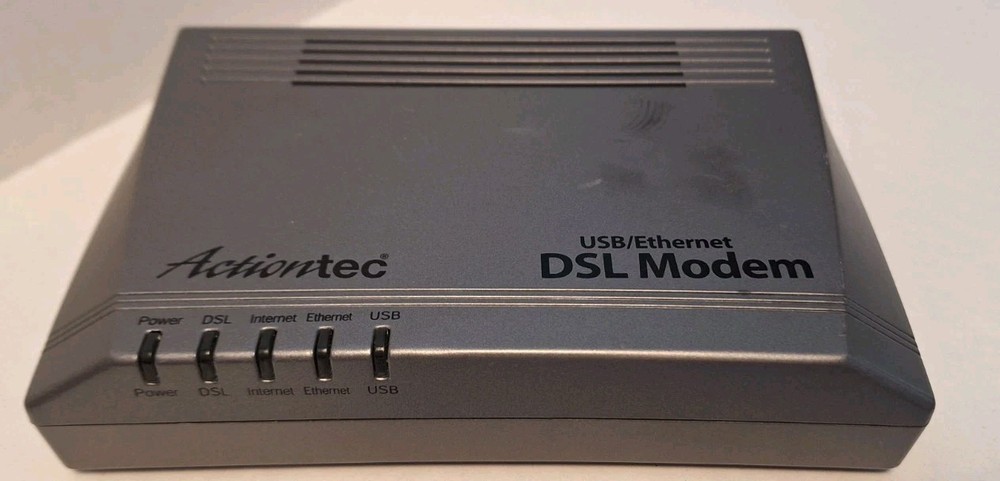 Actiontec®
USB/Ethernet
DSL Modem
Power DSL Internet Ethernet USB
Power DSL Internet Ethernet USB